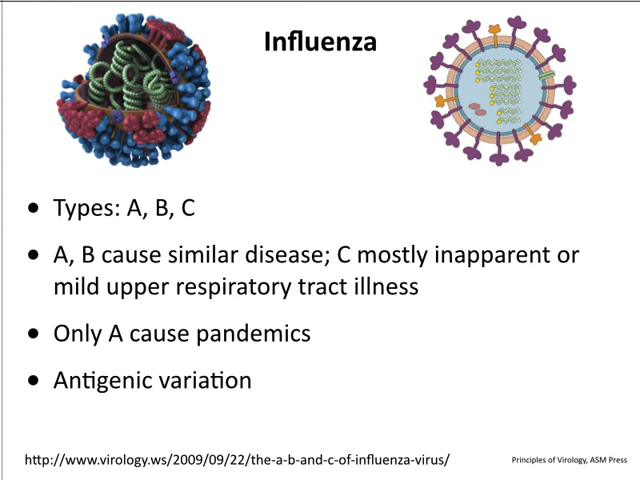 Influenza
• Types: A, B, C
• A, B cause similar disease; C mostly inapparent or
mild upper respiratory tract illness
• Only A cause pandemics
• Antigenic variation
http://www.virology.ws/2009/09/22/the-a-b-and-c-of-influenza-virus/
Principles of Virology, ASM Press